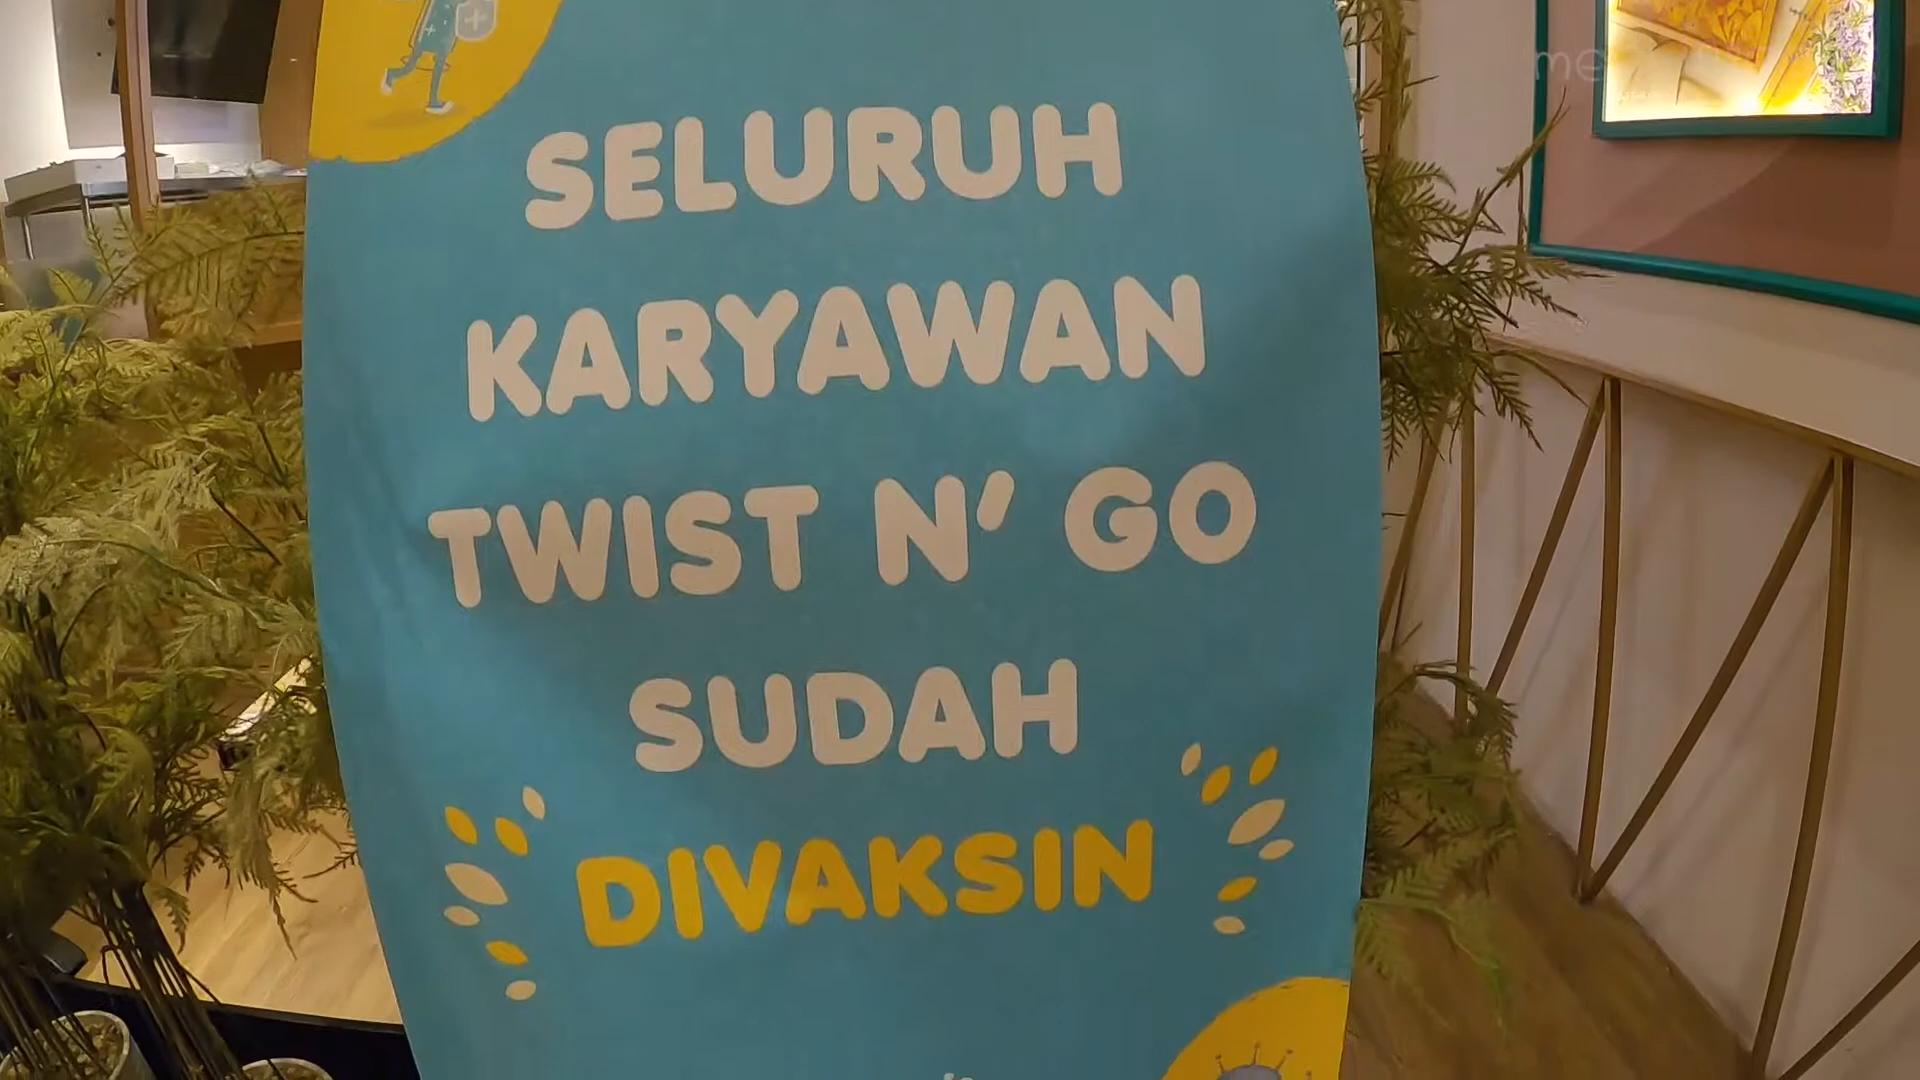 SELURUH
KARYAWAN
TWIST N' GO
SUDAH
DIVAKSIN